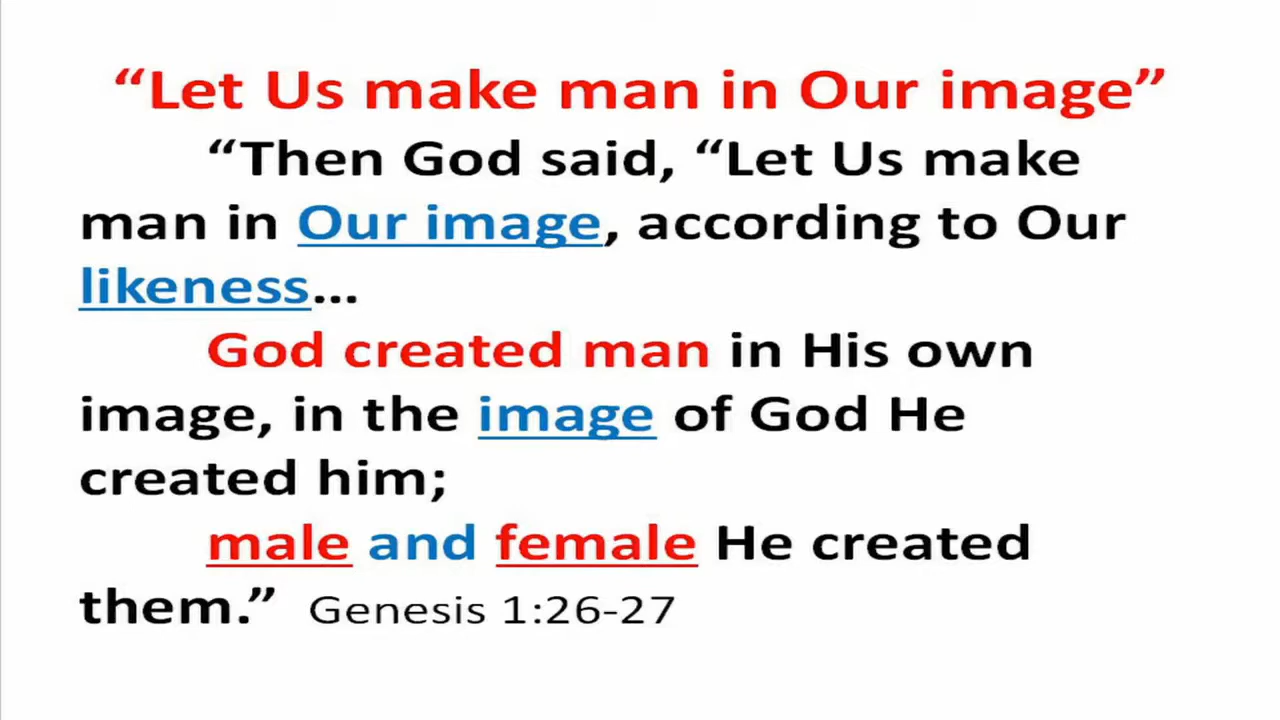 “Let Us make man in Our image”
“Then God said, “Let Us make
man in Our image, according to Our
likeness...
God created man in His own
image, in the image of God He
created him;
male and female He created
them.” Genesis 1:26-27